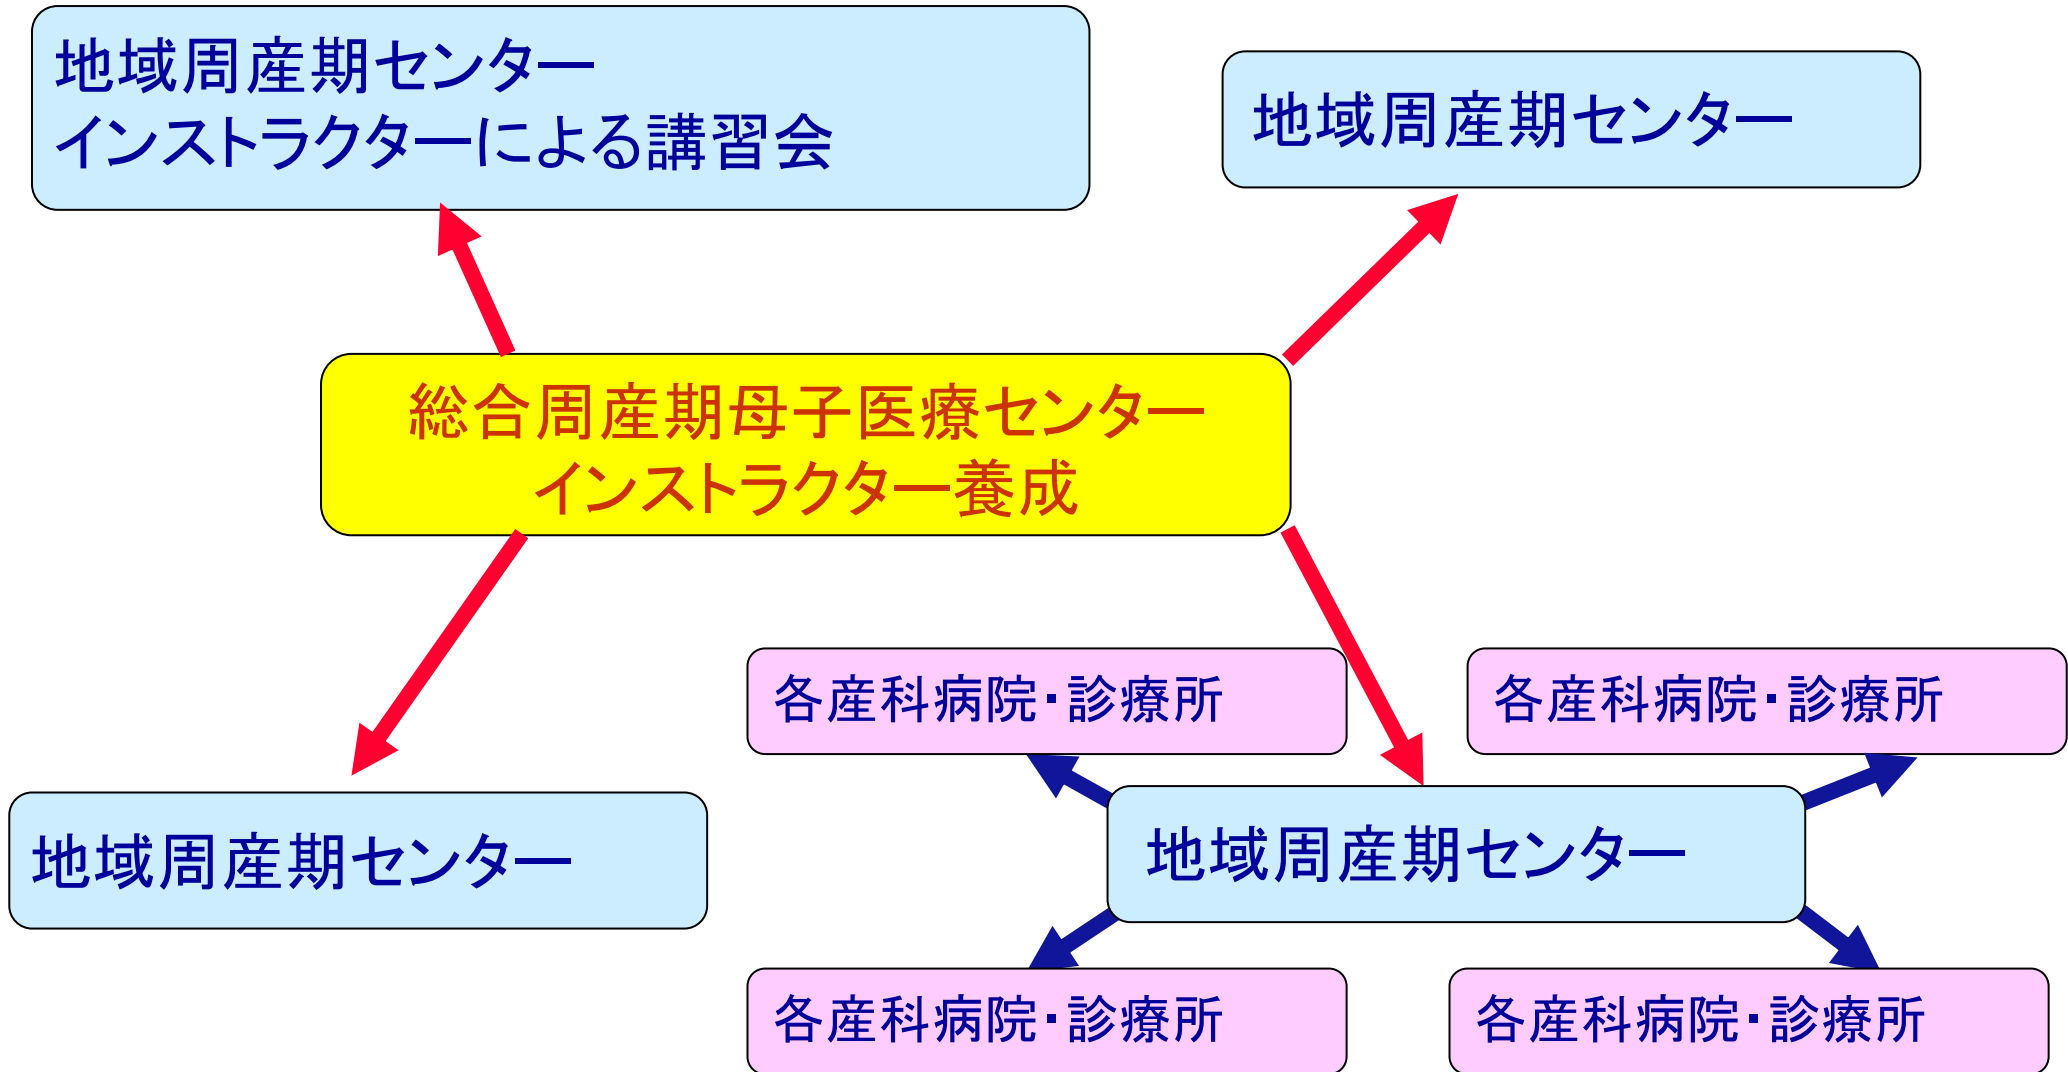 地域周産期センター
インストラクターによる講習会
地域周産期センター
総合周産期母子医療センター
インストラクター養成
各産科病院・診療所
各産科病院・診療所
地域周産期センター
地域周産期センター
各産科病院・診療所
各産科病院・診療所